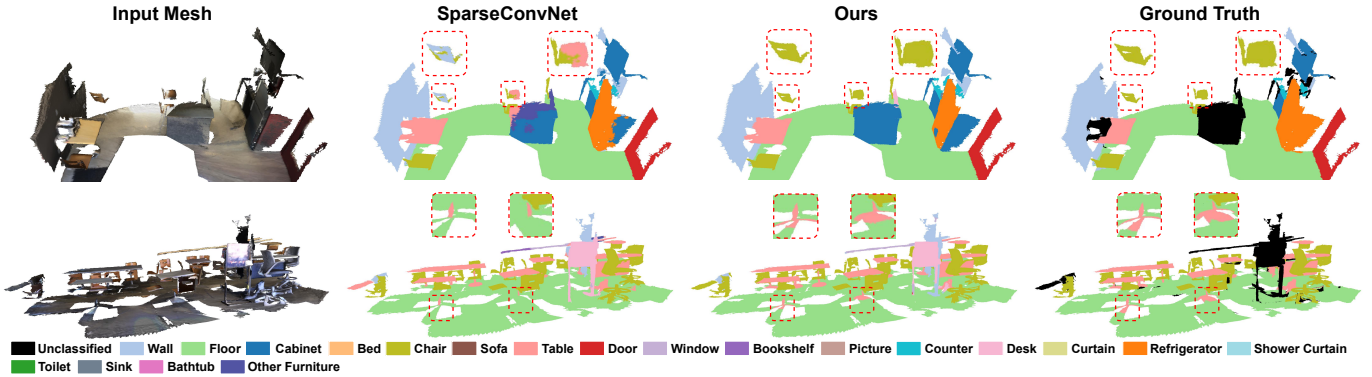 Input Mesh SparseConvNet Ours Ground Truth
Unclassified Wall Floor Cabinet Bed Chair Sofa Table Door Window Bookshelf Picture Counter Desk Curtain Refrigerator Shower Curtain
Toilet Sink Bathtub Other Furniture